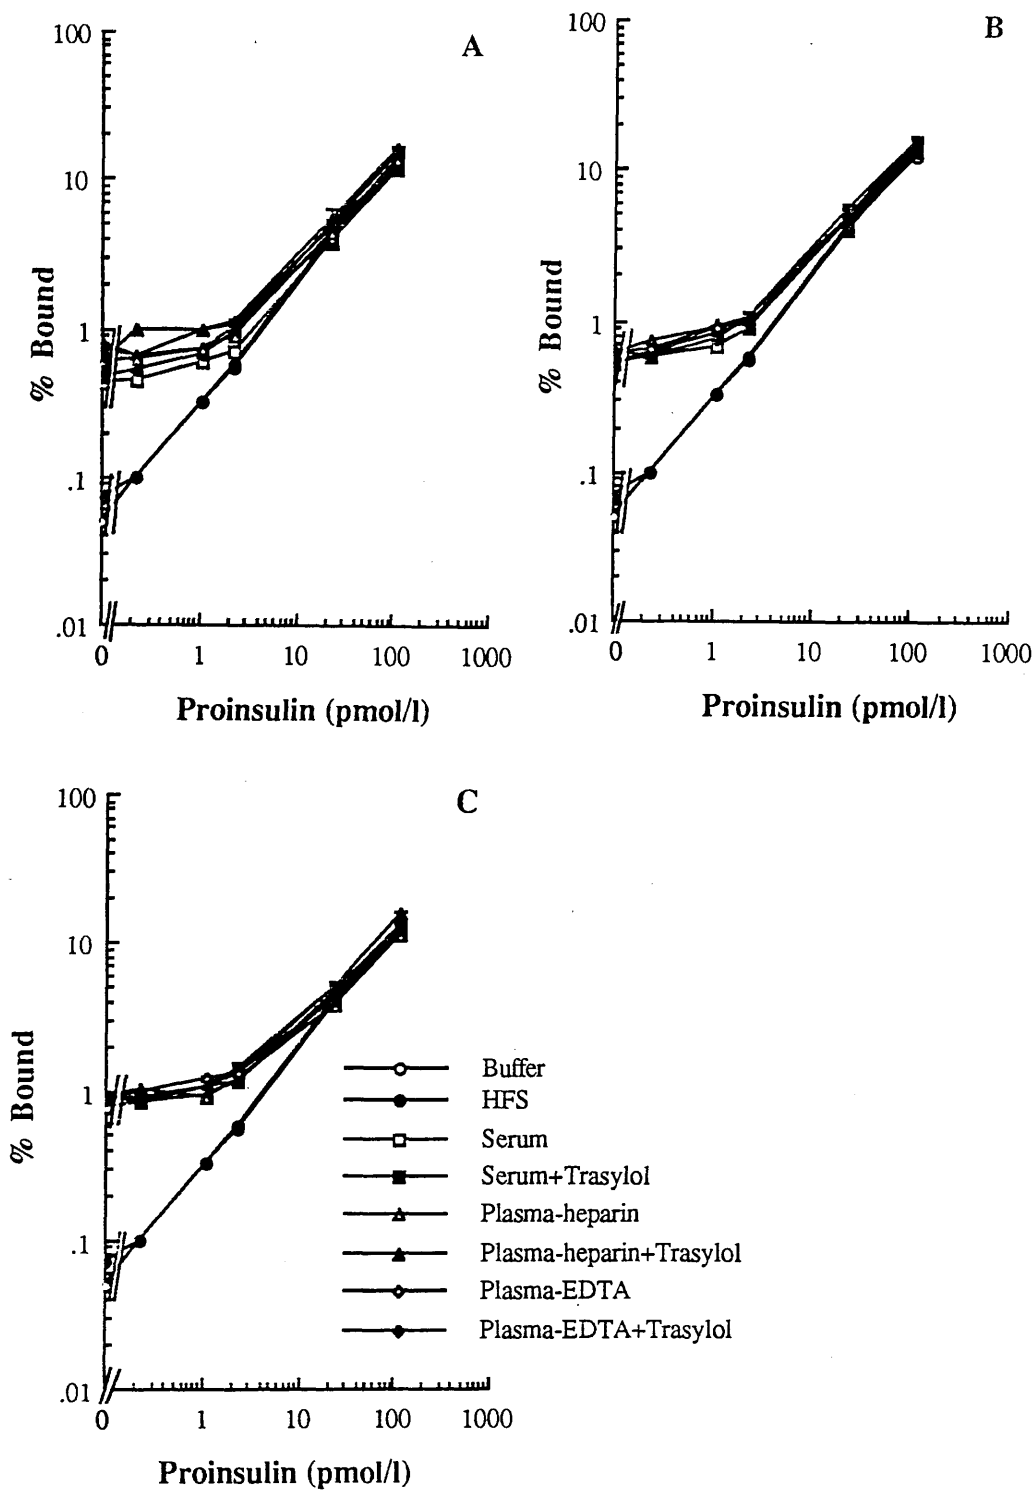 A
100
10
1
.1
.01
% Bound
0 1 10 100 1000
Proinsulin (pmol/l)
B
100
10
1
.1
.01
% Bound
0 1 10 100 1000
Proinsulin (pmol/l)
C
100
10
1
.1
.01
% Bound
0 1 10 100 1000
Proinsulin (pmol/l)
Buffer
HFS
Serum
Serum+Trasylol
Plasma-heparin
Plasma-heparin+Trasylol
Plasma-EDTA
Plasma-EDTA+Trasylol